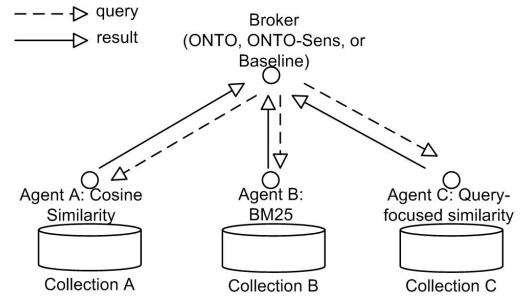 query
result
Broker
(ONTO, ONTO-Sens, or
Baseline)
Agent A: Cosine
Similarity
Agent B:
BM25
Agent C: Query-
focused similarity
Collection A
Collection B
Collection C